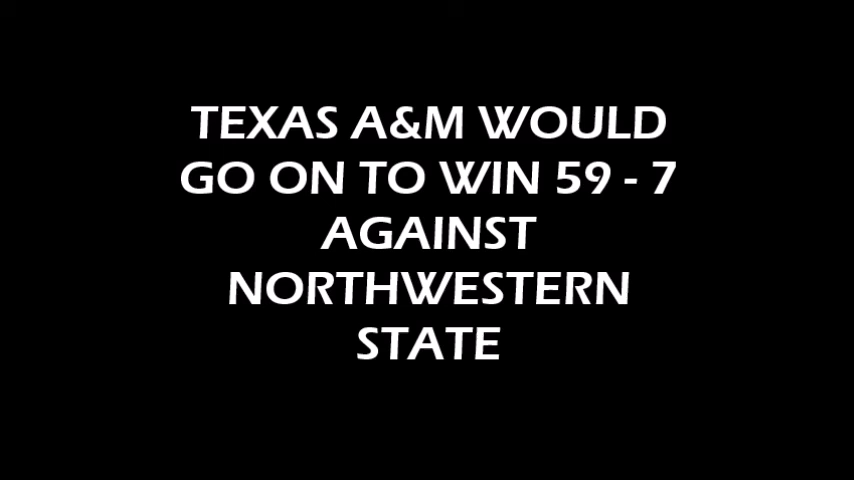 TEXAS A&M WOULD
GO ON TO WIN 59 - 7
AGAINST
NORTHWESTERN
STATE